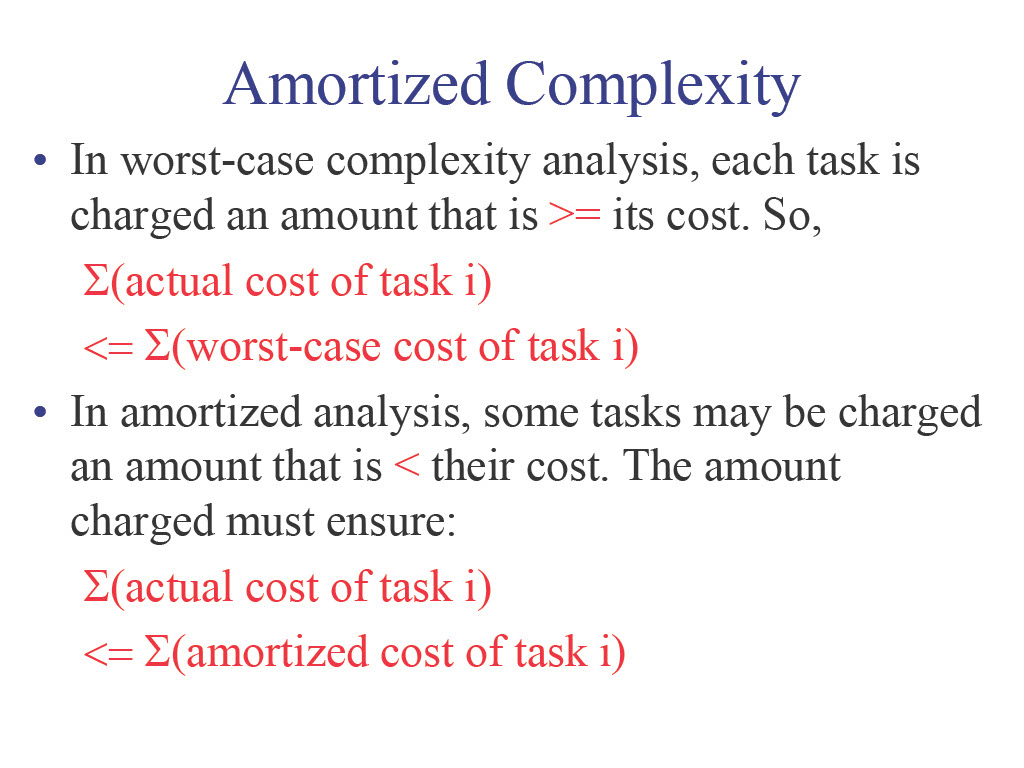 Amortized Complexity
• In worst-case complexity analysis, each task is
charged an amount that is >= its cost. So,
Σ(actual cost of task i)
<= Σ(worst-case cost of task i)
• In amortized analysis, some tasks may be charged
an amount that is < their cost. The amount
charged must ensure:
Σ(actual cost of task i)
<= Σ(amortized cost of task i)